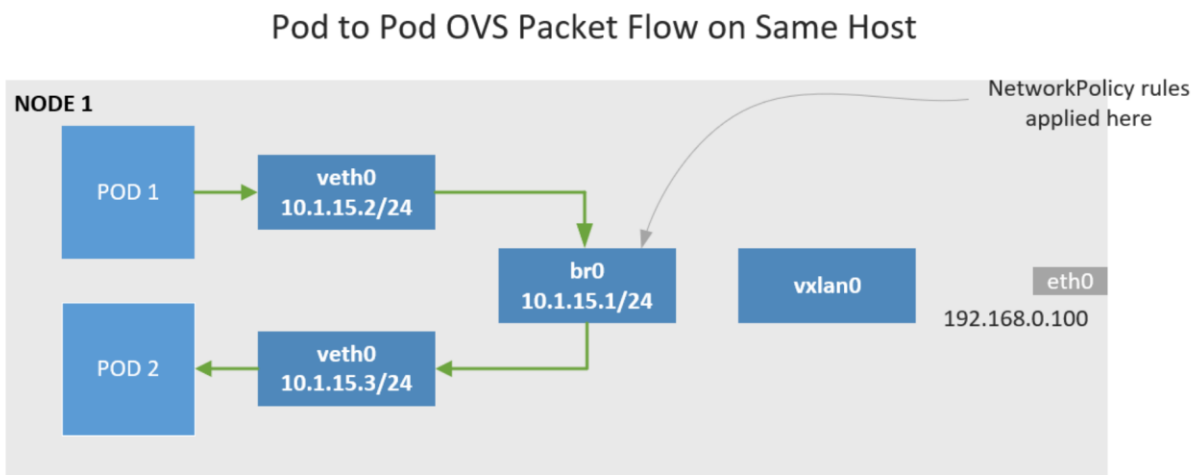 Pod to Pod OVS Packet Flow on Same Host
NODE 1
NetworkPolicy rules
applied here
POD 1
veth0
10.1.15.2/24
br0
10.1.15.1/24
vxlan0
eth0
192.168.0.100
POD 2
veth0
10.1.15.3/24